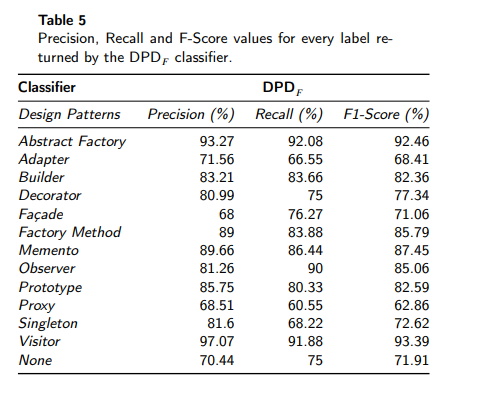 Table 5
Precision, Recall and F-Score values for every label re-
turned by the DPD_F classifier.
Classifier DPD_F
Design Patterns Precision (%) Recall (%) F1-Score (%)
Abstract Factory 93.27 92.08 92.46
Adapter 71.56 66.55 68.41
Builder 83.21 83.66 82.36
Decorator 80.99 75 77.34
Façade 68 76.27 71.06
Factory Method 89 83.88 85.79
Memento 89.66 86.44 87.45
Observer 81.26 90 85.06
Prototype 85.75 80.33 82.59
Proxy 68.51 60.55 62.86
Singleton 81.6 68.22 72.62
Visitor 97.07 91.88 93.39
None 70.44 75 71.91